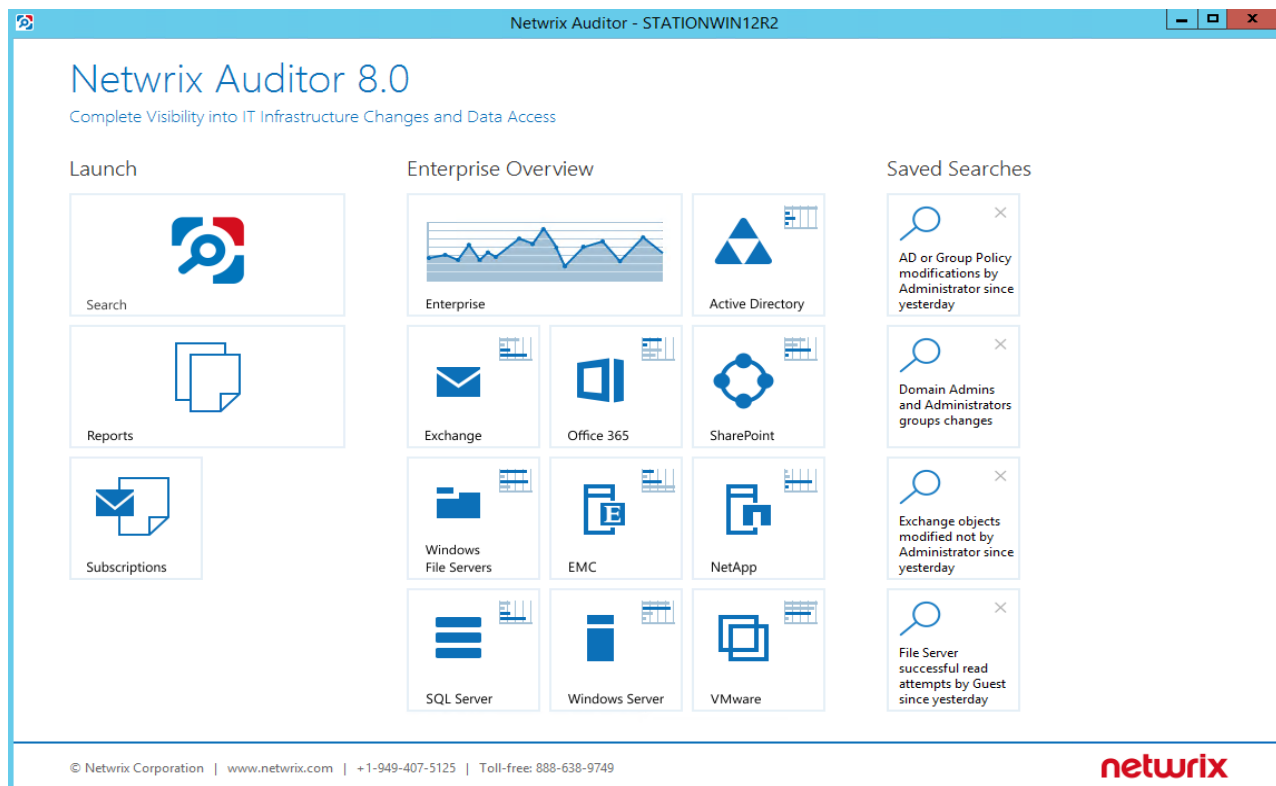 Netwrix Auditor - STATIONWIN12R2
Netwrix Auditor 8.0
Complete Visibility into IT Infrastructure Changes and Data Access
Launch
Search
Reports
Subscriptions
Enterprise Overview
Enterprise
Active Directory
Exchange
Office 365
SharePoint
Windows
File Servers
EMC
NetApp
SQL Server
Windows Server
VMware
Saved Searches
AD or Group Policy
modifications by
Administrator since
yesterday
Domain Admins
and Administrators
groups changes
Exchange objects
modified not by
Administrator since
yesterday
File Server
successful read
attempts by Guest
since yesterday
© Netwrix Corporation | www.netwrix.com | +1-949-407-5125 | Toll-free: 888-638-9749
netwrix